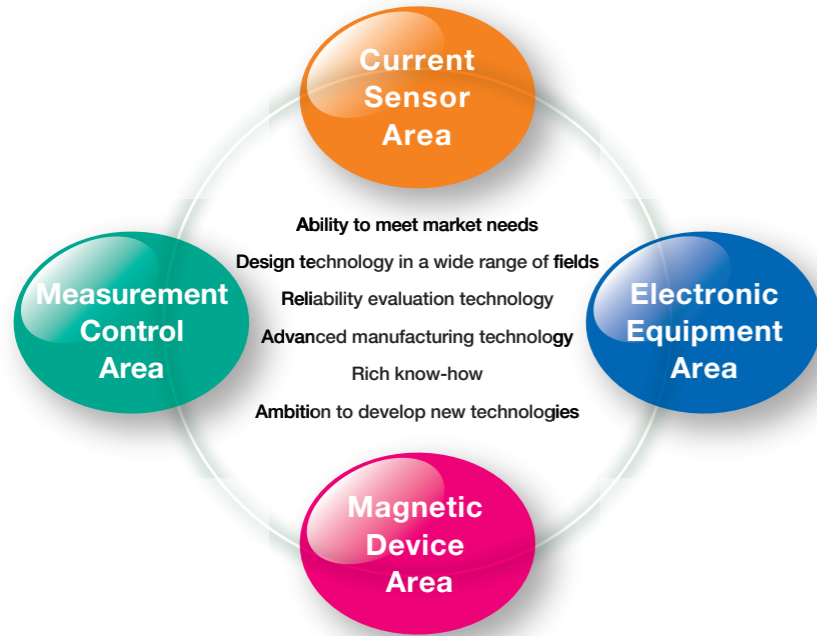 Current
Sensor
Area
Ability to meet market needs
Design technology in a wide range of fields
Reliability evaluation technology
Advanced manufacturing technology
Rich know-how
Ambition to develop new technologies
Measurement
Control
Area
Electronic
Equipment
Area
Magnetic
Device
Area